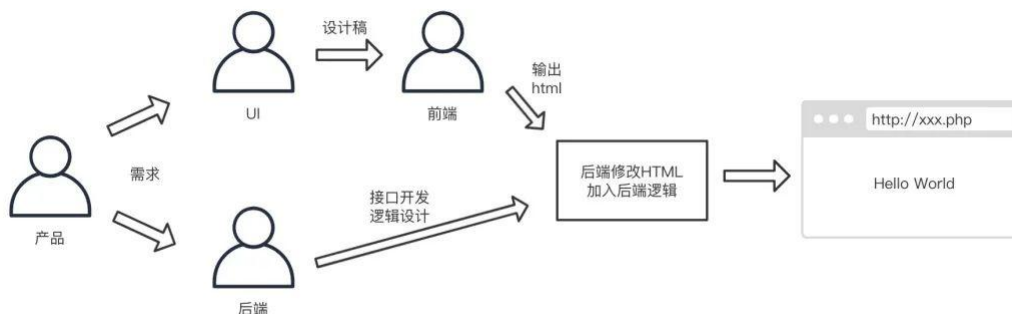 设计稿
UI
前端
输出
html
http://xxx.php
Hello World
后端修改HTML
加入后端逻辑
需求
产品
接口开发
逻辑设计
后端